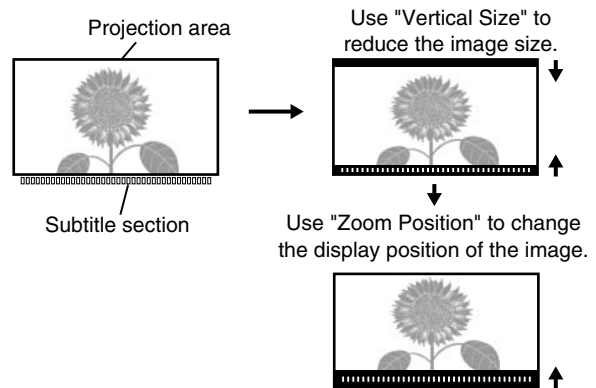 Projection area
Subtitle section
Use "Vertical Size" to
reduce the image size.
Use "Zoom Position" to change
the display position of the image.